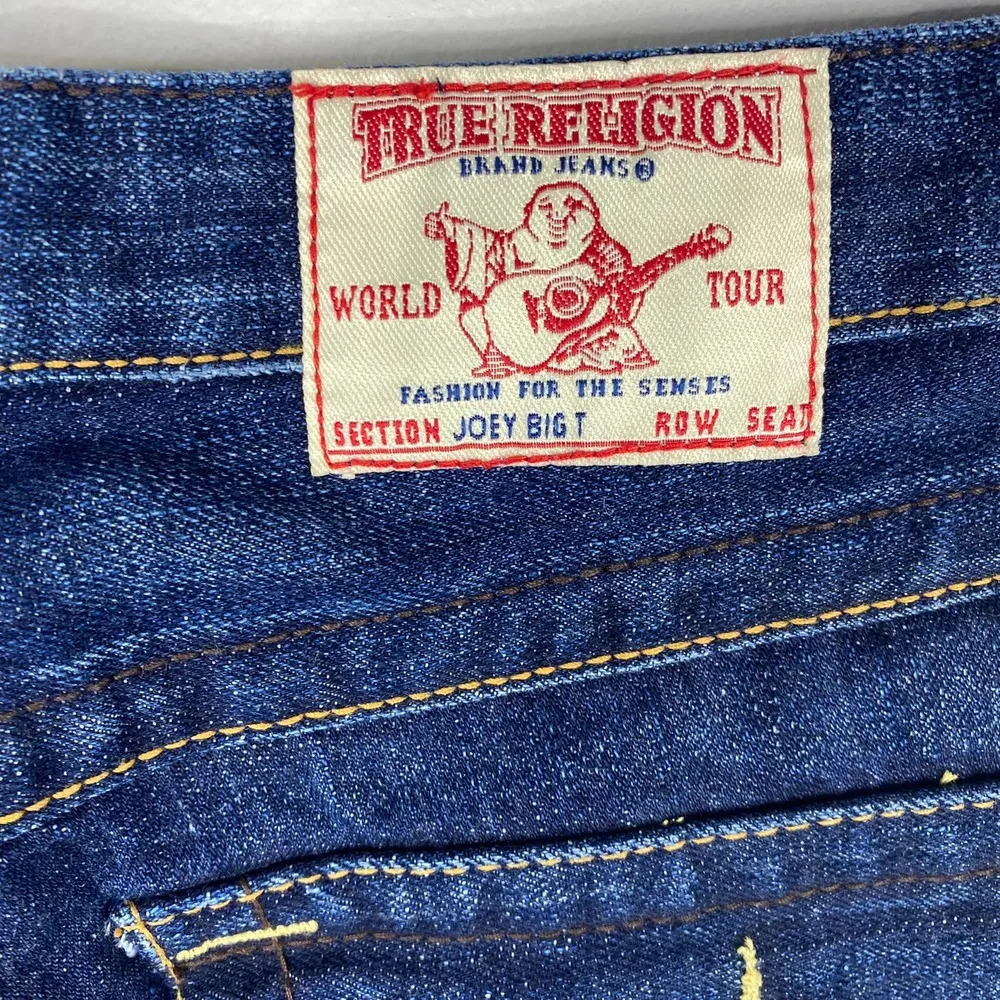 TRUE RELIGION
BRAND JEANS®
WORLD TOUR
FASHION FOR THE SENSES
SECTION JOEY BIG T ROW SEAT